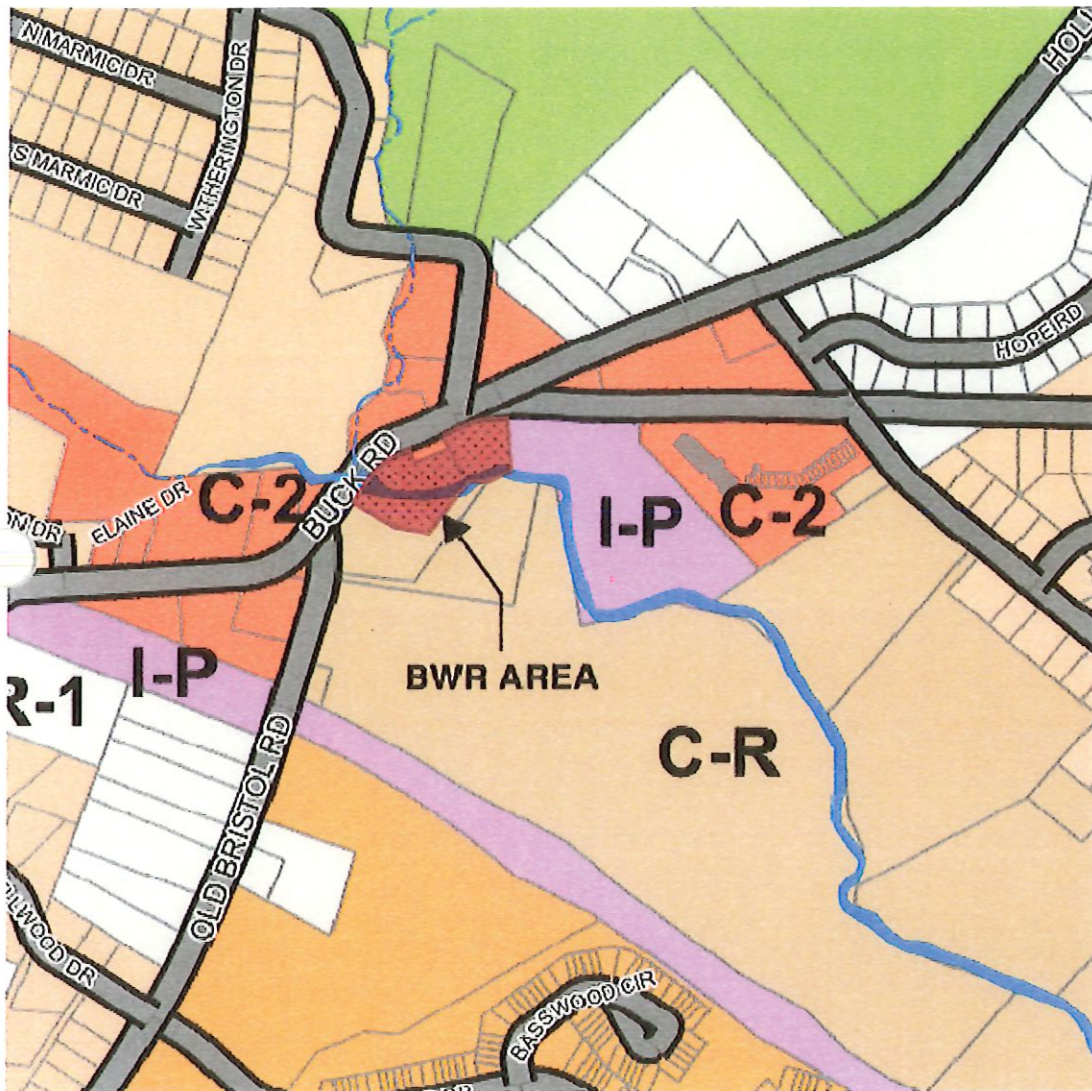 N MARMIC DR
S MARMIC DR
WITHERINGTON DR
HOPE RD
BUCK RD
C-2
ELAINE DR
I-P
C-2
BWR AREA
I-P
R-1
C-R
OLD BRISTOL RD
BASSWOOD CIR